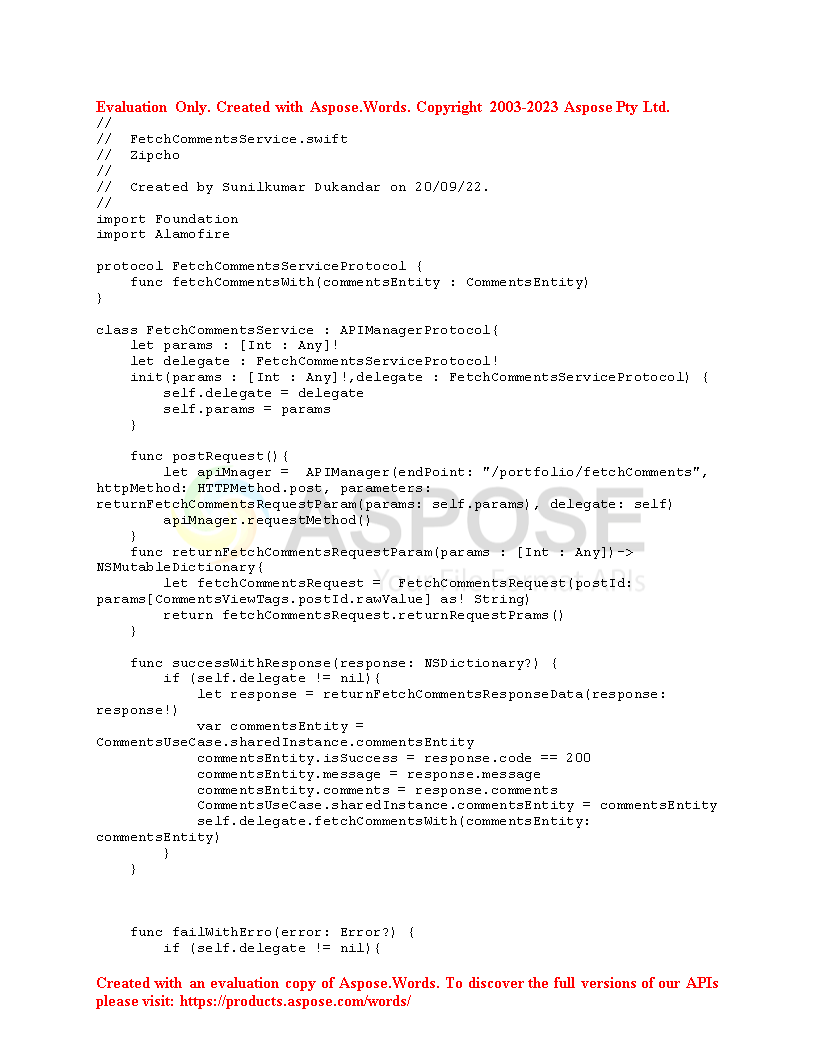 Evaluation Only. Created with Aspose.Words. Copyright 2003-2023 Aspose Pty Ltd.
//
//  FetchCommentsService.swift
//  Zipcho
//
//  Created by Sunilkumar Dukandar on 20/09/22.
//
import Foundation
import Alamofire

protocol FetchCommentsServiceProtocol {
    func fetchCommentsWith(commentsEntity : CommentsEntity)
}

class FetchCommentsService : APIManagerProtocol{
    let params : [Int : Any]!
    let delegate : FetchCommentsServiceProtocol!
    init(params : [Int : Any]!,delegate : FetchCommentsServiceProtocol) {
        self.delegate = delegate
        self.params = params
    }

    func postRequest(){
        let apiMnager =  APIManager(endPoint: "/portfolio/fetchComments",
httpMethod: HTTPMethod.post, parameters:
returnFetchCommentsRequestParam(params: self.params), delegate: self)
        apiMnager.requestMethod()
    }
    func returnFetchCommentsRequestParam(params : [Int : Any])->
NSMutableDictionary{
        let fetchCommentsRequest =  FetchCommentsRequest(postId:
params[CommentsViewTags.postId.rawValue] as! String)
        return fetchCommentsRequest.returnRequestPrams()
    }

    func successWithResponse(response: NSDictionary?) {
        if (self.delegate != nil){
            let response = returnFetchCommentsResponseData(response:
response!)
            var commentsEntity =
CommentsUseCase.sharedInstance.commentsEntity
            commentsEntity.isSuccess = response.code == 200
            commentsEntity.message = response.message
            commentsEntity.comments = response.comments
            CommentsUseCase.sharedInstance.commentsEntity = commentsEntity
            self.delegate.fetchCommentsWith(commentsEntity:
commentsEntity)
        }
    }

    func failWithErro(error: Error?) {
        if (self.delegate != nil){
ASPOSE
Your File Format APIs
Created with an evaluation copy of Aspose.Words. To discover the full versions of our APIs
please visit: https://products.aspose.com/words/